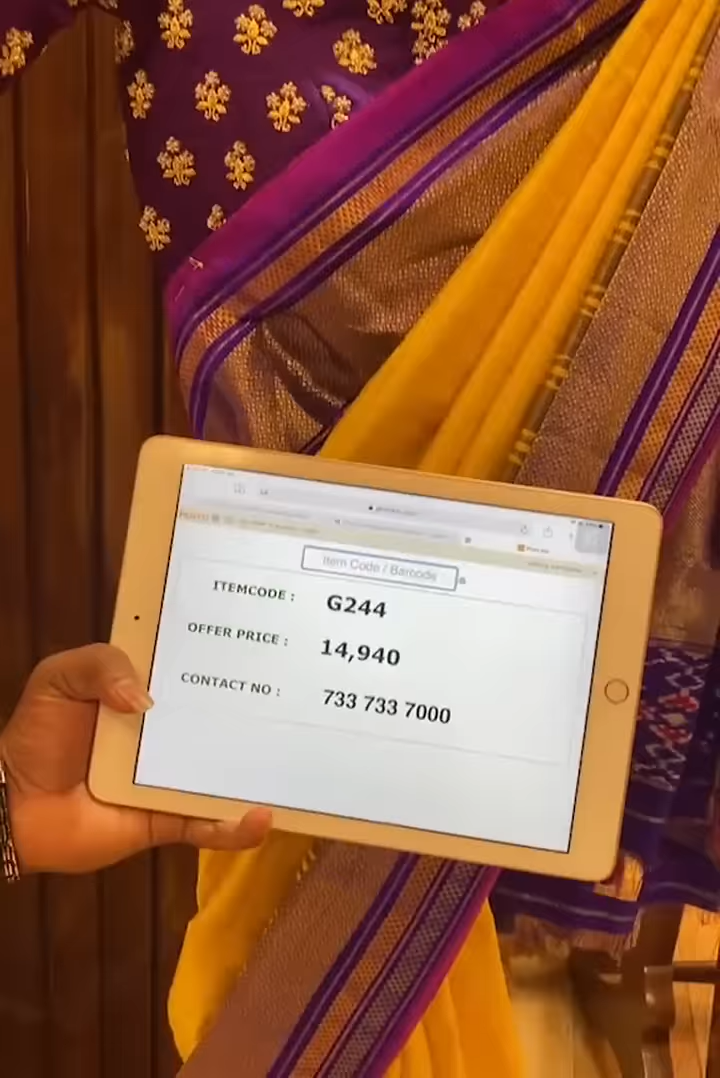 Item Code / Barcode
ITEMCODE : G244
OFFER PRICE : 14,940
CONTACT NO : 733 733 7000